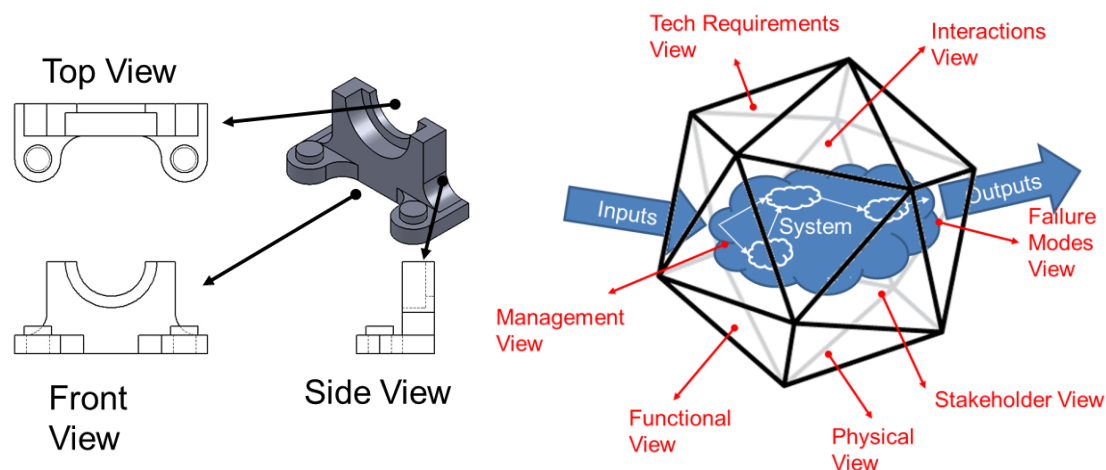 Top View
Front
View
Side View
Tech Requirements
View
Interactions
View
Inputs
System
Outputs
Failure
Modes
View
Management
View
Functional
View
Physical
View
Stakeholder View